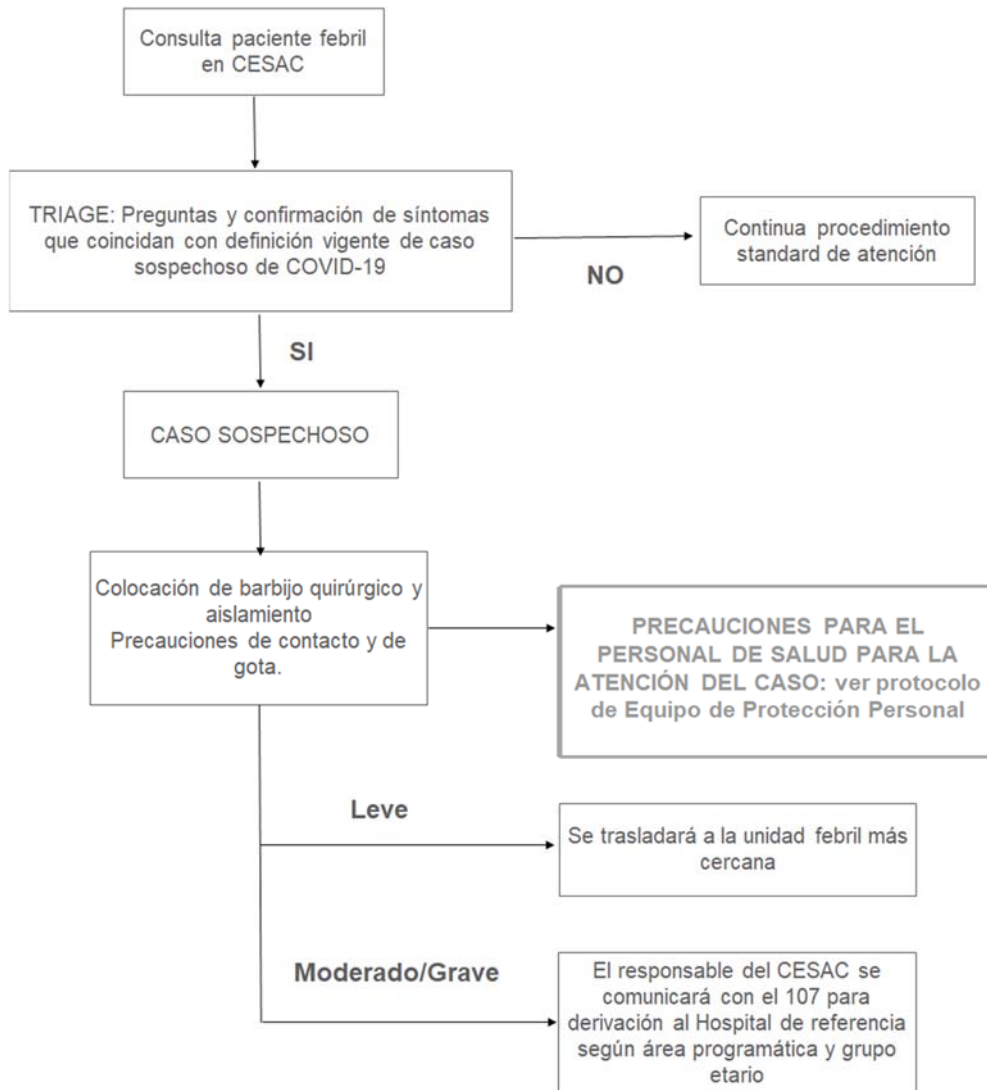 Consulta paciente febril
en CESAC
TRIAGE: Preguntas y confirmación de síntomas
que coincidan con definición vigente de caso
sospechoso de COVID-19
Continua procedimiento
standard de atención
NO
SI
CASO SOSPECHOSO
Colocación de barbijo quirúrgico y
aislamiento
Precauciones de contacto y de
gota.
PRECAUCIONES PARA EL
PERSONAL DE SALUD PARA LA
ATENCIÓN DEL CASO: ver protocolo
de Equipo de Protección Personal
Leve
Se trasladará a la unidad febril más
cercana
Moderado/Grave
El responsable del CESAC se
comunicará con el 107 para
derivación al Hospital de referencia
según área programática y grupo
etario